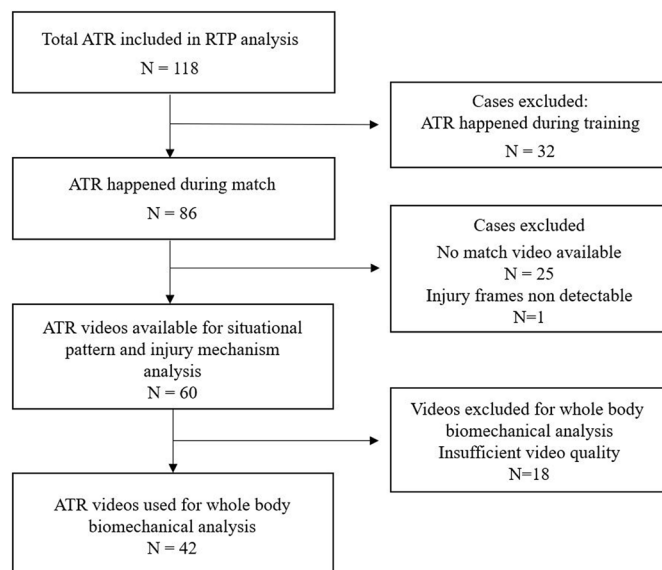 Total ATR included in RTP analysis
N = 118
Cases excluded:
ATR happened during training
N = 32
ATR happened during match
N = 86
Cases excluded
No match video available
N = 25
Injury frames non detectable
N=1
ATR videos available for situational
pattern and injury mechanism
analysis
N = 60
Videos excluded for whole body
biomechanical analysis
Insufficient video quality
N=18
ATR videos used for whole body
biomechanical analysis
N = 42